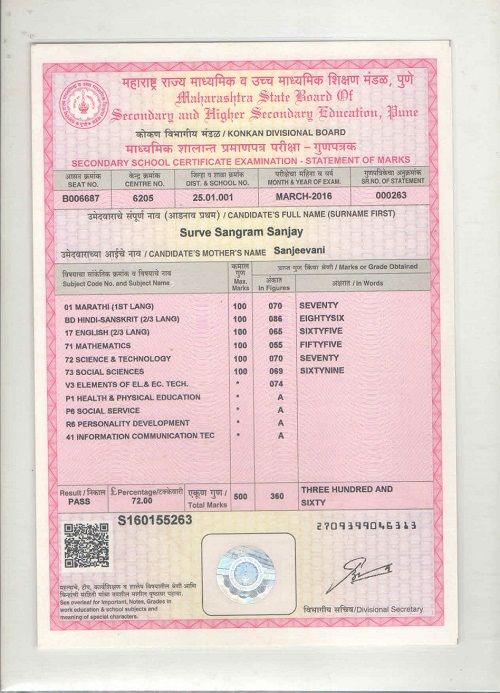 महाराष्ट्र राज्य माध्यमिक व उच्च माध्यमिक शिक्षण मंडळ, पुणे
Maharashtra State Board Of
Secondary and Higher Secondary Education, Pune
कोकण विभागीय मंडळ / KONKAN DIVISIONAL BOARD
माध्यमिक शालान्त प्रमाणपत्र परीक्षा – गुणपत्रक
SECONDARY SCHOOL CERTIFICATE EXAMINATION - STATEMENT OF MARKS
आसन क्रमांक केन्द्र क्रमांक जिल्हा व शाळा क्रमांक परीक्षेचा महिना व वर्ष गुणपत्रिकेचा अनुक्रमांक
SEAT NO. CENTRE NO. DIST. & SCHOOL NO. MONTH & YEAR OF EXAM. SR.NO. OF STATEMENT
B006687 6205 25.01.001 MARCH-2016 000263
उमेदवाराचे संपूर्ण नाव (आडनाव प्रथम) / CANDIDATE'S FULL NAME (SURNAME FIRST)
Surve Sangram Sanjay
उमेदवाराच्या आईचे नाव / CANDIDATE'S MOTHER'S NAME Sanjeevani
विषयाचा सांकेतिक क्रमांक व विषयाचे नाव
Subject Code No. and Subject Name
कमाल गुण Max. Marks
प्राप्त गुण किंवा श्रेणी / Marks or Grade Obtained
अंकात In Figures
अक्षरात / In Words
01 MARATHI (1ST LANG) 100 070 SEVENTY
BD HINDI-SANSKRIT (2/3 LANG) 100 086 EIGHTYSIX
17 ENGLISH (2/3 LANG) 100 065 SIXTYFIVE
71 MATHEMATICS 100 055 FIFTYFIVE
72 SCIENCE & TECHNOLOGY 100 070 SEVENTY
73 SOCIAL SCIENCES 100 069 SIXTYNINE
V3 ELEMENTS OF EL.& EC. TECH. * 074
P1 HEALTH & PHYSICAL EDUCATION * A
P6 SOCIAL SERVICE * A
R6 PERSONALITY DEVELOPMENT * A
41 INFORMATION COMMUNICATION TEC * A
Result / निकाल PASS
£ Percentage/टक्केवारी 72.00
एकूण गुण / Total Marks 500 360 THREE HUNDRED AND SIXTY
S160155263
2709399046363
महत्त्वाचे, टीप, कार्यशिक्षण व शालेय विषयातील श्रेणी आणि
See overleaf for Important, Notes, Grades in
work education & school subjects and
meaning of special characters.
विभागीय सचिव/Divisional Secretary